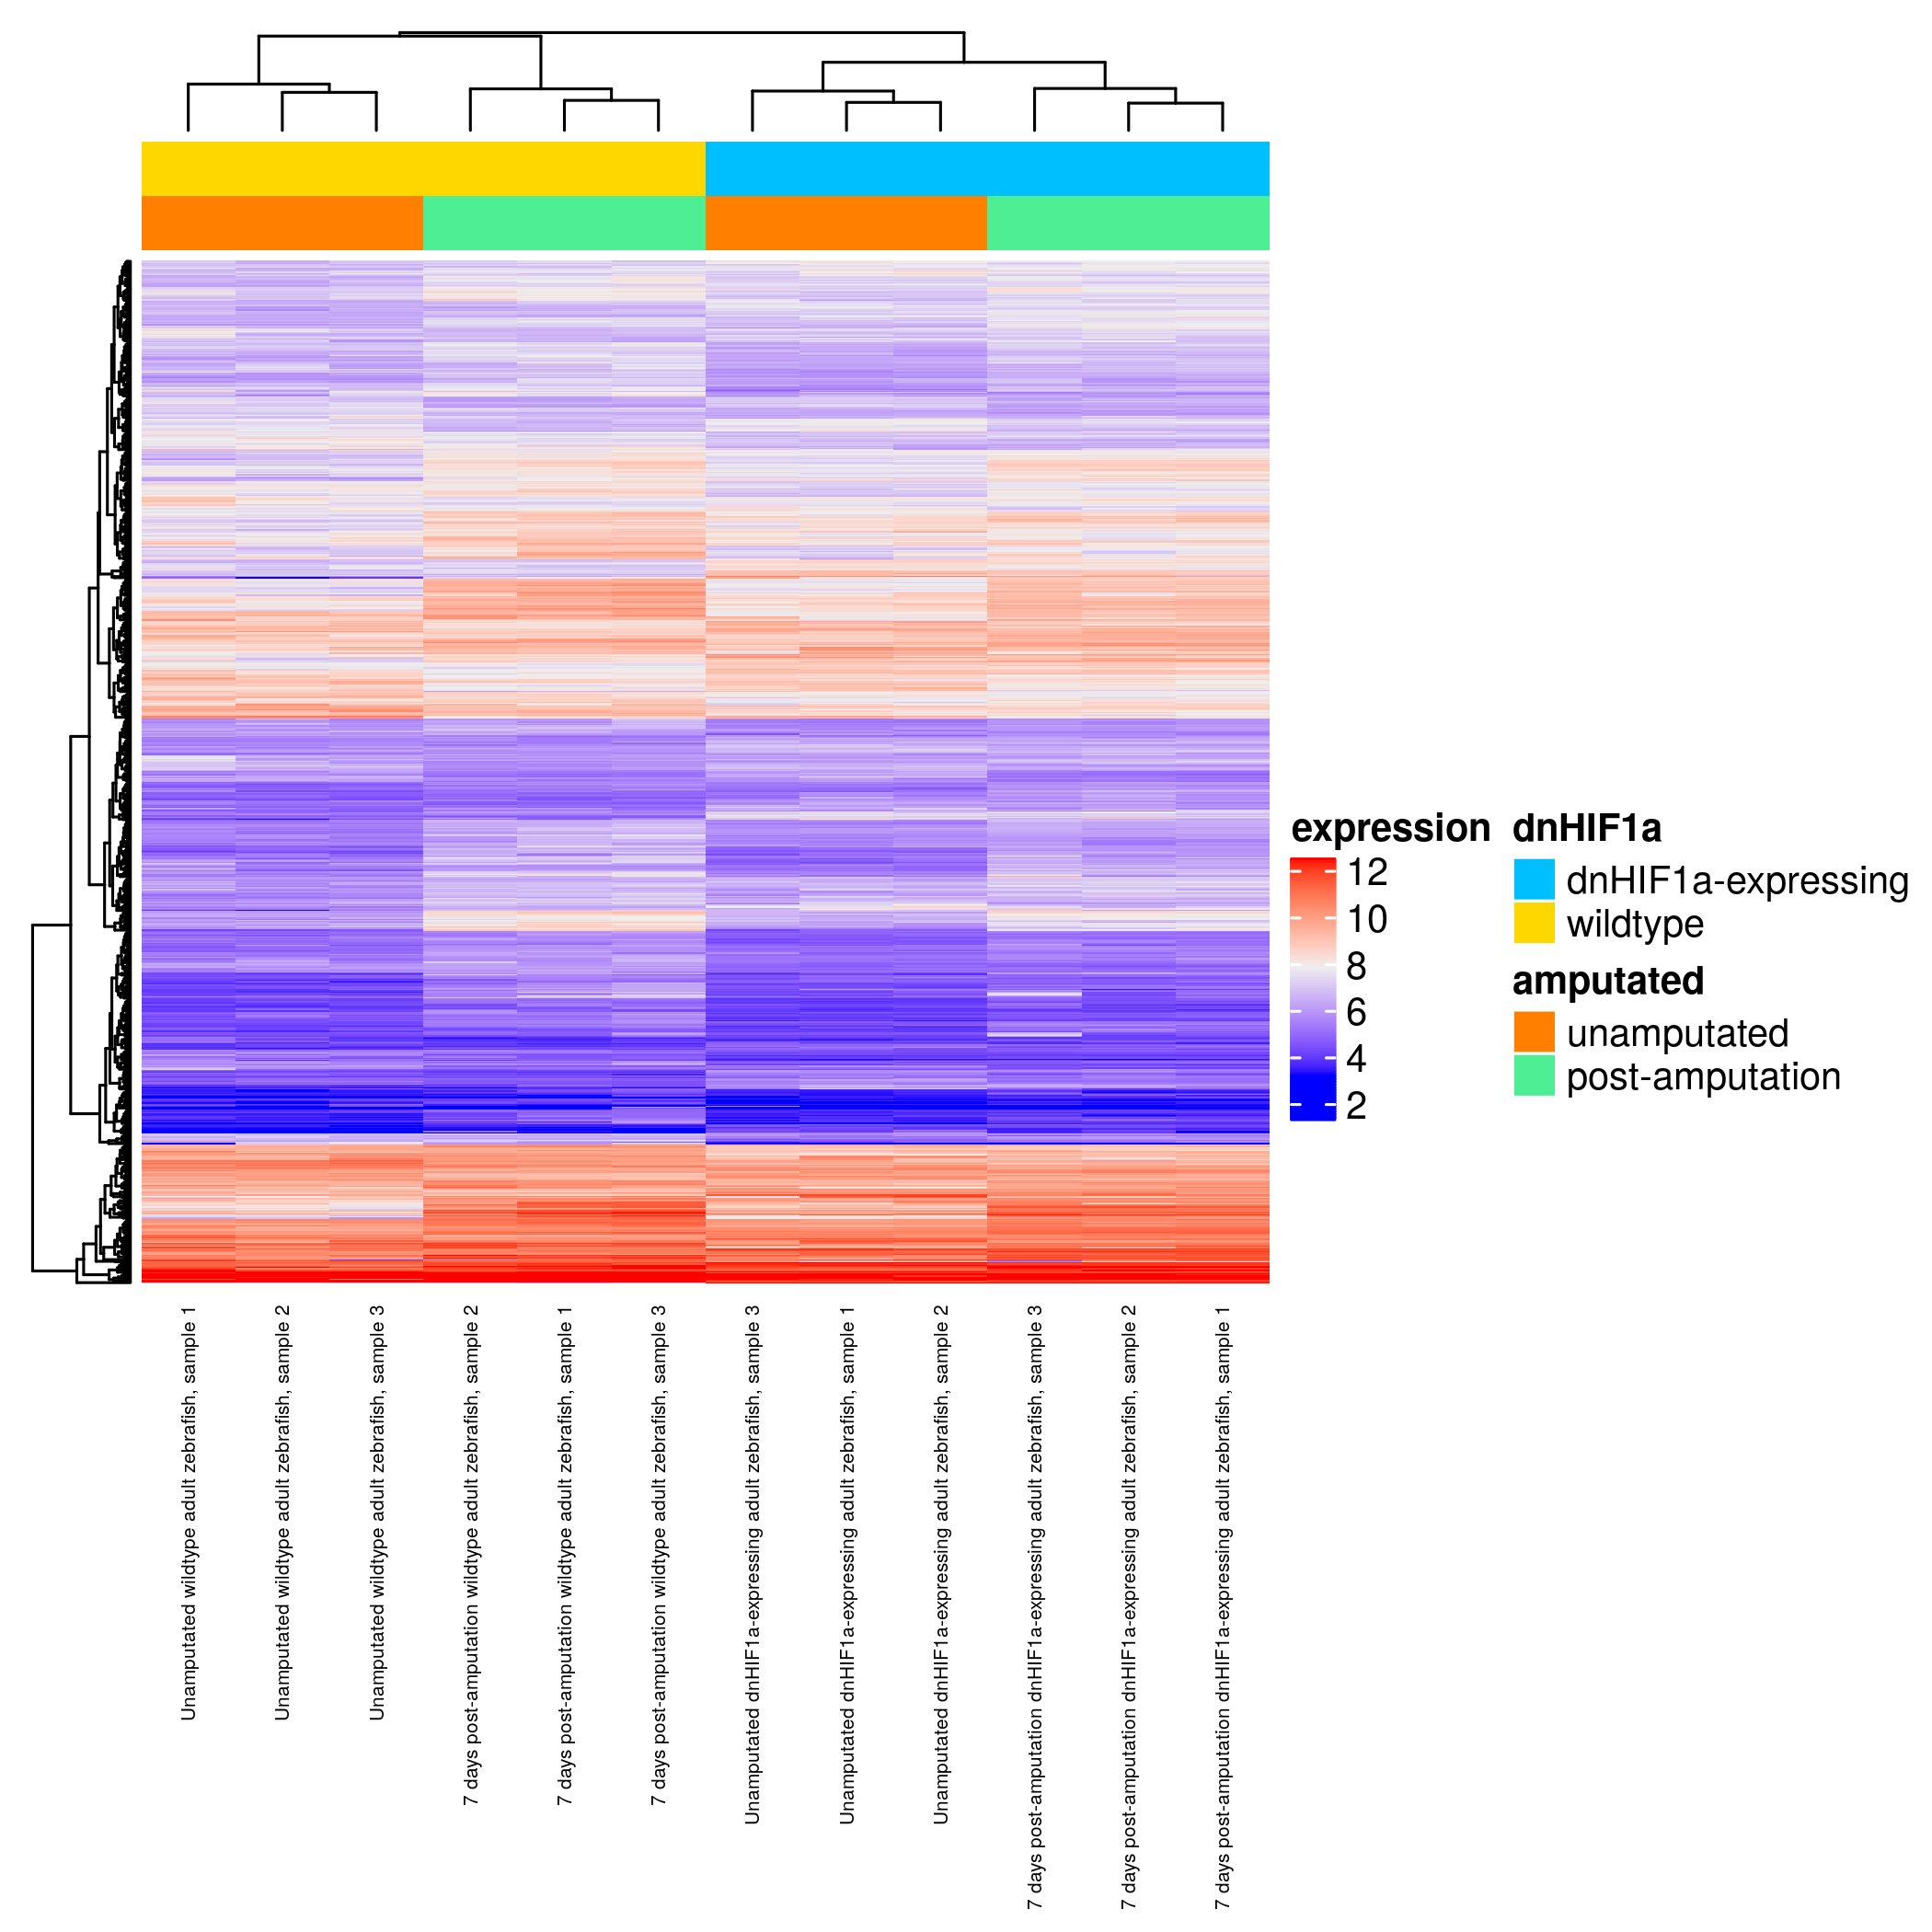 expression
12
10
8
6
4
2
dnHIF1a
dnHIF1a-expressing
wildtype
amputated
unamputated
post-amputation
Unamputated wildtype adult zebrafish, sample 1
Unamputated wildtype adult zebrafish, sample 2
Unamputated wildtype adult zebrafish, sample 3
7 days post-amputation wildtype adult zebrafish, sample 2
7 days post-amputation wildtype adult zebrafish, sample 1
7 days post-amputation wildtype adult zebrafish, sample 3
Unamputated dnHIF1a-expressing adult zebrafish, sample 3
Unamputated dnHIF1a-expressing adult zebrafish, sample 1
Unamputated dnHIF1a-expressing adult zebrafish, sample 2
7 days post-amputation dnHIF1a-expressing adult zebrafish, sample 3
7 days post-amputation dnHIF1a-expressing adult zebrafish, sample 2
7 days post-amputation dnHIF1a-expressing adult zebrafish, sample 1